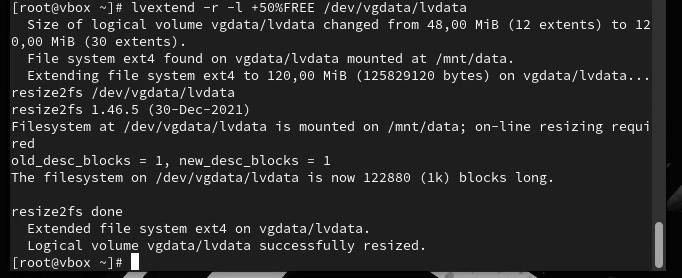 [root@vbox ~]# lvextend -r -l +50%FREE /dev/vgdata/lvdata
  Size of logical volume vgdata/lvdata changed from 48,00 MiB (12 extents) to 12
0,00 MiB (30 extents).
  File system ext4 found on vgdata/lvdata mounted at /mnt/data.
  Extending file system ext4 to 120,00 MiB (125829120 bytes) on vgdata/lvdata...
resize2fs /dev/vgdata/lvdata
resize2fs 1.46.5 (30-Dec-2021)
Filesystem at /dev/vgdata/lvdata is mounted on /mnt/data; on-line resizing requi
red
old_desc_blocks = 1, new_desc_blocks = 1
The filesystem on /dev/vgdata/lvdata is now 122880 (1k) blocks long.

resize2fs done
  Extended file system ext4 on vgdata/lvdata.
  Logical volume vgdata/lvdata successfully resized.
[root@vbox ~]#